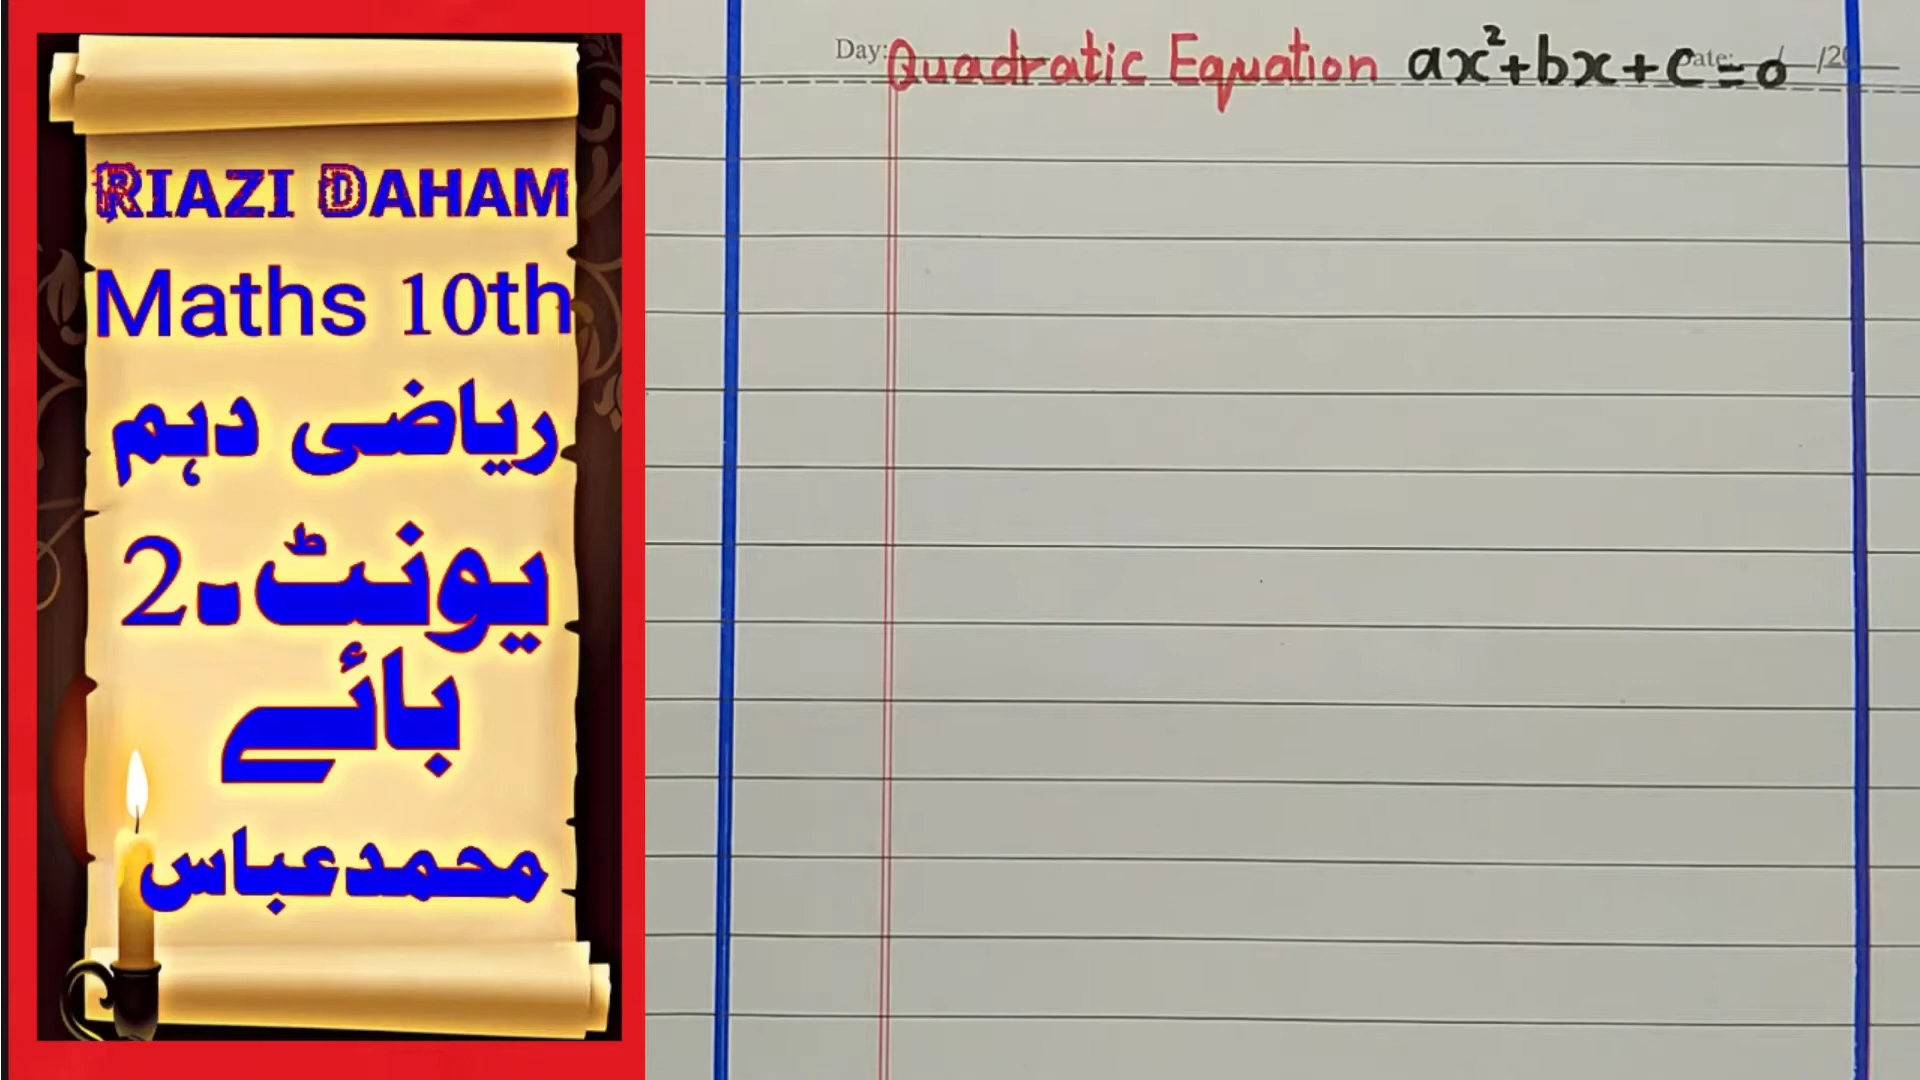 Riazi Daham
Maths 10th
ریاضی دہم
یونٹ۔2
بائے
محمدعباس
Day:
Quadratic Equation ax²+bx+c=0
Date: / /20